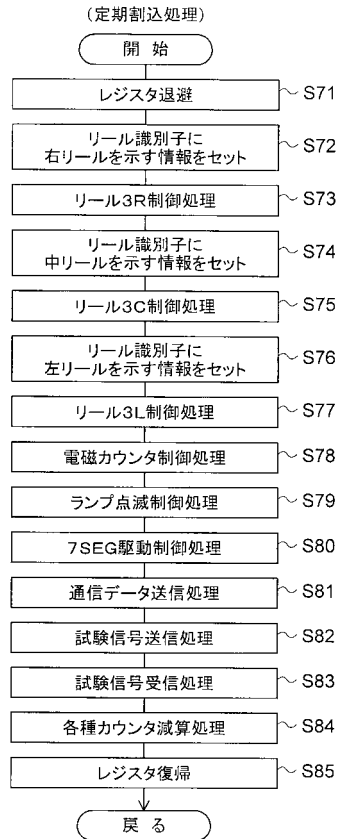 (定期割込処理)
開 始
レジスタ退避 S71
リール識別子に
右リールを示す情報をセット S72
リール3R制御処理 S73
リール識別子に
中リールを示す情報をセット S74
リール3C制御処理 S75
リール識別子に
左リールを示す情報をセット S76
リール3L制御処理 S77
電磁カウンタ制御処理 S78
ランプ点滅制御処理 S79
7SEG駆動制御処理 S80
通信データ送信処理 S81
試験信号送信処理 S82
試験信号受信処理 S83
各種カウンタ減算処理 S84
レジスタ復帰 S85
戻 る